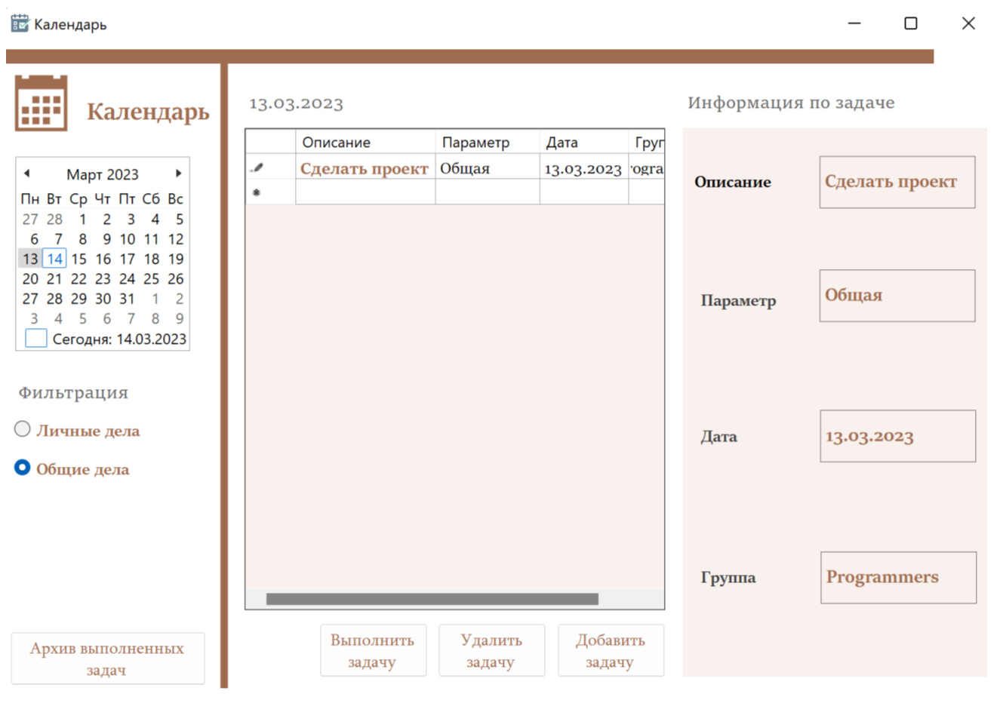 Календарь
Календарь
Март 2023
Пн Вт Ср Чт Пт Сб Вс
27 28 1 2 3 4 5
6 7 8 9 10 11 12
13 14 15 16 17 18 19
20 21 22 23 24 25 26
27 28 29 30 31 1 2
3 4 5 6 7 8 9
Сегодня: 14.03.2023
Фильтрация
Личные дела
Общие дела
Архив выполненных
задач
13.03.2023
Описание Параметр Дата Груп
Сделать проект Общая 13.03.2023 rogra
Выполнить
задачу
Удалить
задачу
Добавить
задачу
Информация по задаче
Описание Сделать проект
Параметр Общая
Дата 13.03.2023
Группа Programmers